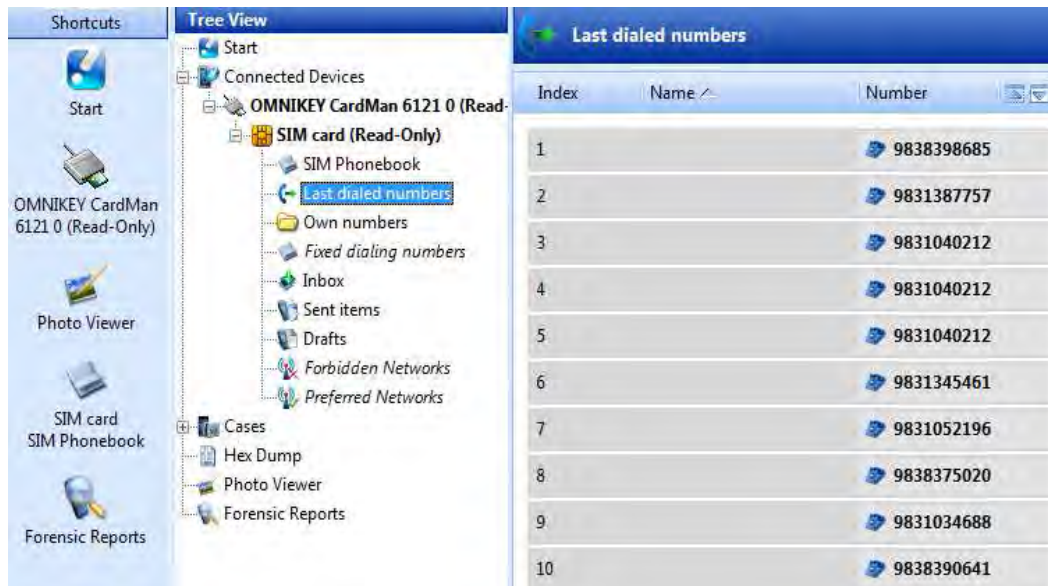 Shortcuts
Start
OMNIKEY CardMan
6121 0 (Read-Only)
Photo Viewer
SIM card
SIM Phonebook
Forensic Reports
Tree View
Start
Connected Devices
OMNIKEY CardMan 6121 0 (Read-
SIM card (Read-Only)
SIM Phonebook
Last dialed numbers
Own numbers
Fixed dialing numbers
Inbox
Sent items
Drafts
Forbidden Networks
Preferred Networks
Cases
Hex Dump
Photo Viewer
Forensic Reports
Last dialed numbers
Index Name Number
1 9838398685
2 9831387757
3 9831040212
4 9831040212
5 9831040212
6 9831345461
7 9831052196
8 9838375020
9 9831034688
10 9838390641